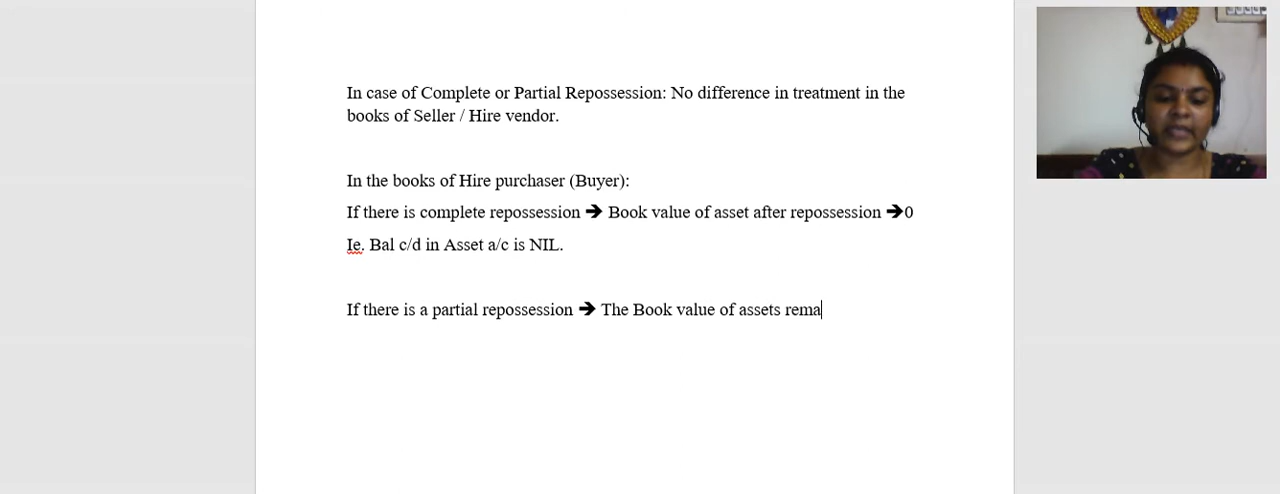 In case of Complete or Partial Repossession: No difference in treatment in the
books of Seller / Hire vendor.
In the books of Hire purchaser (Buyer):
If there is complete repossession ➔ Book value of asset after repossession ➔0
Ie. Bal c/d in Asset a/c is NIL.
If there is a partial repossession ➔ The Book value of assets rema